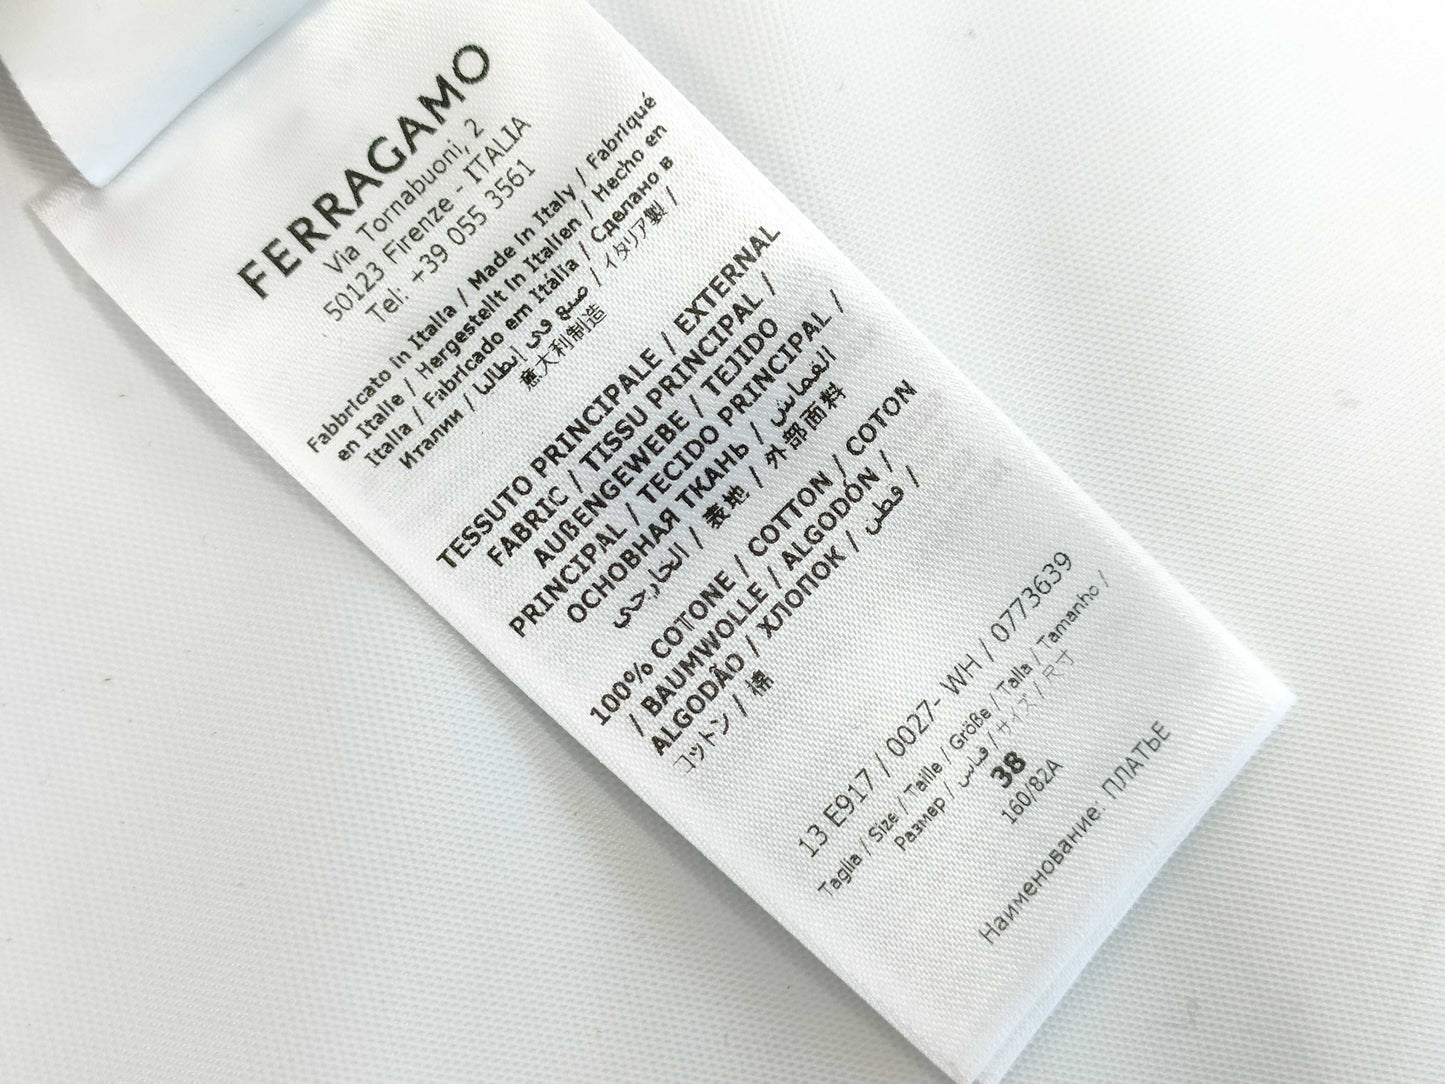 FERRAGAMO
Via Tornabuoni, 2
50123 Firenze - ITALIA
Tel: +39 055 3561
Fabbricato in Italia / Made in Italy / Fabriqué
en Italie / Hergestellt in Italien / Hecho en
Italia / Fabricado em Itália / Сделано в
Италии / صنع في إيطاليا / イタリア製 /
意大利制造
TESSUTO PRINCIPALE / EXTERNAL
FABRIC / TISSU PRINCIPAL /
AUßENGEWEBE / TEJIDO
PRINCIPAL / TECIDO PRINCIPAL /
ОСНОВНАЯ ТКАНЬ / القماش
الخارجي / 表地 / 外部面料
100% COTONE / COTTON / COTON
/ BAUMWOLLE / ALGODÓN /
ALGODÃO / ХЛОПОК / قطن /
コットン / 棉
13 E917 / 0027- WH / 0773639
Taglia / Size / Taille / Größe / Talla / Tamanho /
Размер / قياس / サイズ / 尺寸
38
160/82A
Наименование: ПЛАТЬЕ